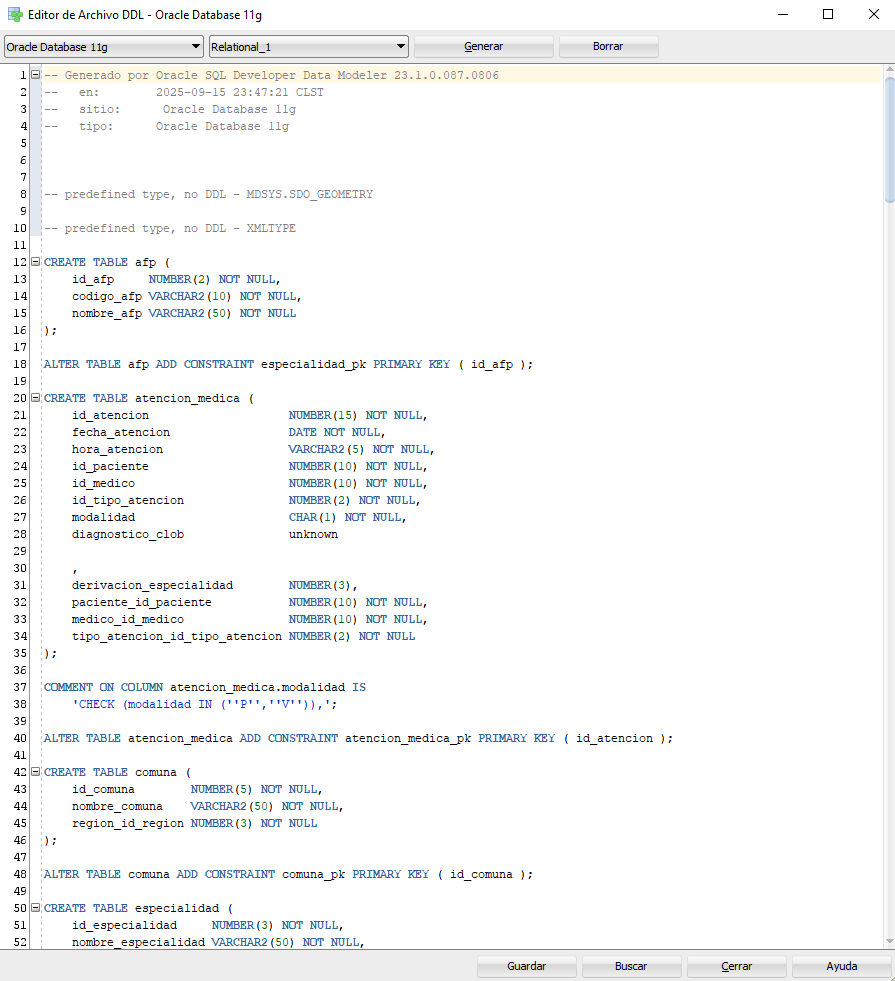 Editor de Archivo DDL - Oracle Database 11g
Oracle Database 11g Relational_1 Generar Borrar
1 -- Generado por Oracle SQL Developer Data Modeler 23.1.0.087.0806
2 --   en:        2025-09-15 23:47:21 CLST
3 --   sitio:      Oracle Database 11g
4 --   tipo:      Oracle Database 11g
5
6
7
8 -- predefined type, no DDL - MDSYS.SDO_GEOMETRY
9
10 -- predefined type, no DDL - XMLTYPE
11
12 CREATE TABLE afp (
13     id_afp     NUMBER(2) NOT NULL,
14     codigo_afp VARCHAR2(10) NOT NULL,
15     nombre_afp VARCHAR2(50) NOT NULL
16 );
17
18 ALTER TABLE afp ADD CONSTRAINT especialidad_pk PRIMARY KEY ( id_afp );
19
20 CREATE TABLE atencion_medica (
21     id_atencion                    NUMBER(15) NOT NULL,
22     fecha_atencion                 DATE NOT NULL,
23     hora_atencion                  VARCHAR2(5) NOT NULL,
24     id_paciente                    NUMBER(10) NOT NULL,
25     id_medico                      NUMBER(10) NOT NULL,
26     id_tipo_atencion               NUMBER(2) NOT NULL,
27     modalidad                      CHAR(1) NOT NULL,
28     diagnostico_clob               unknown
29
30     ,
31     derivacion_especialidad        NUMBER(3),
32     paciente_id_paciente           NUMBER(10) NOT NULL,
33     medico_id_medico               NUMBER(10) NOT NULL,
34     tipo_atencion_id_tipo_atencion NUMBER(2) NOT NULL
35 );
36
37 COMMENT ON COLUMN atencion_medica.modalidad IS
38     'CHECK (modalidad IN (''P'',''V'')),';
39
40 ALTER TABLE atencion_medica ADD CONSTRAINT atencion_medica_pk PRIMARY KEY ( id_atencion );
41
42 CREATE TABLE comuna (
43     id_comuna        NUMBER(5) NOT NULL,
44     nombre_comuna    VARCHAR2(50) NOT NULL,
45     region_id_region NUMBER(3) NOT NULL
46 );
47
48 ALTER TABLE comuna ADD CONSTRAINT comuna_pk PRIMARY KEY ( id_comuna );
49
50 CREATE TABLE especialidad (
51     id_especialidad     NUMBER(3) NOT NULL,
52     nombre_especialidad VARCHAR2(50) NOT NULL,
Guardar Buscar Cerrar Ayuda